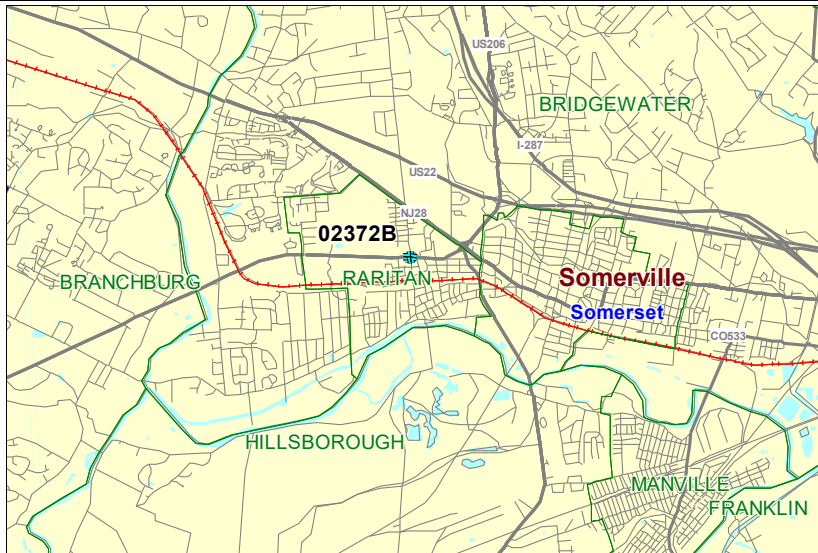 US206
BRIDGEWATER
I-287
US22
NJ28
02372B
BRANCHBURG
RARITAN
Somerville
Somerset
CO533
HILLSBOROUGH
MANVILLE
FRANKLIN